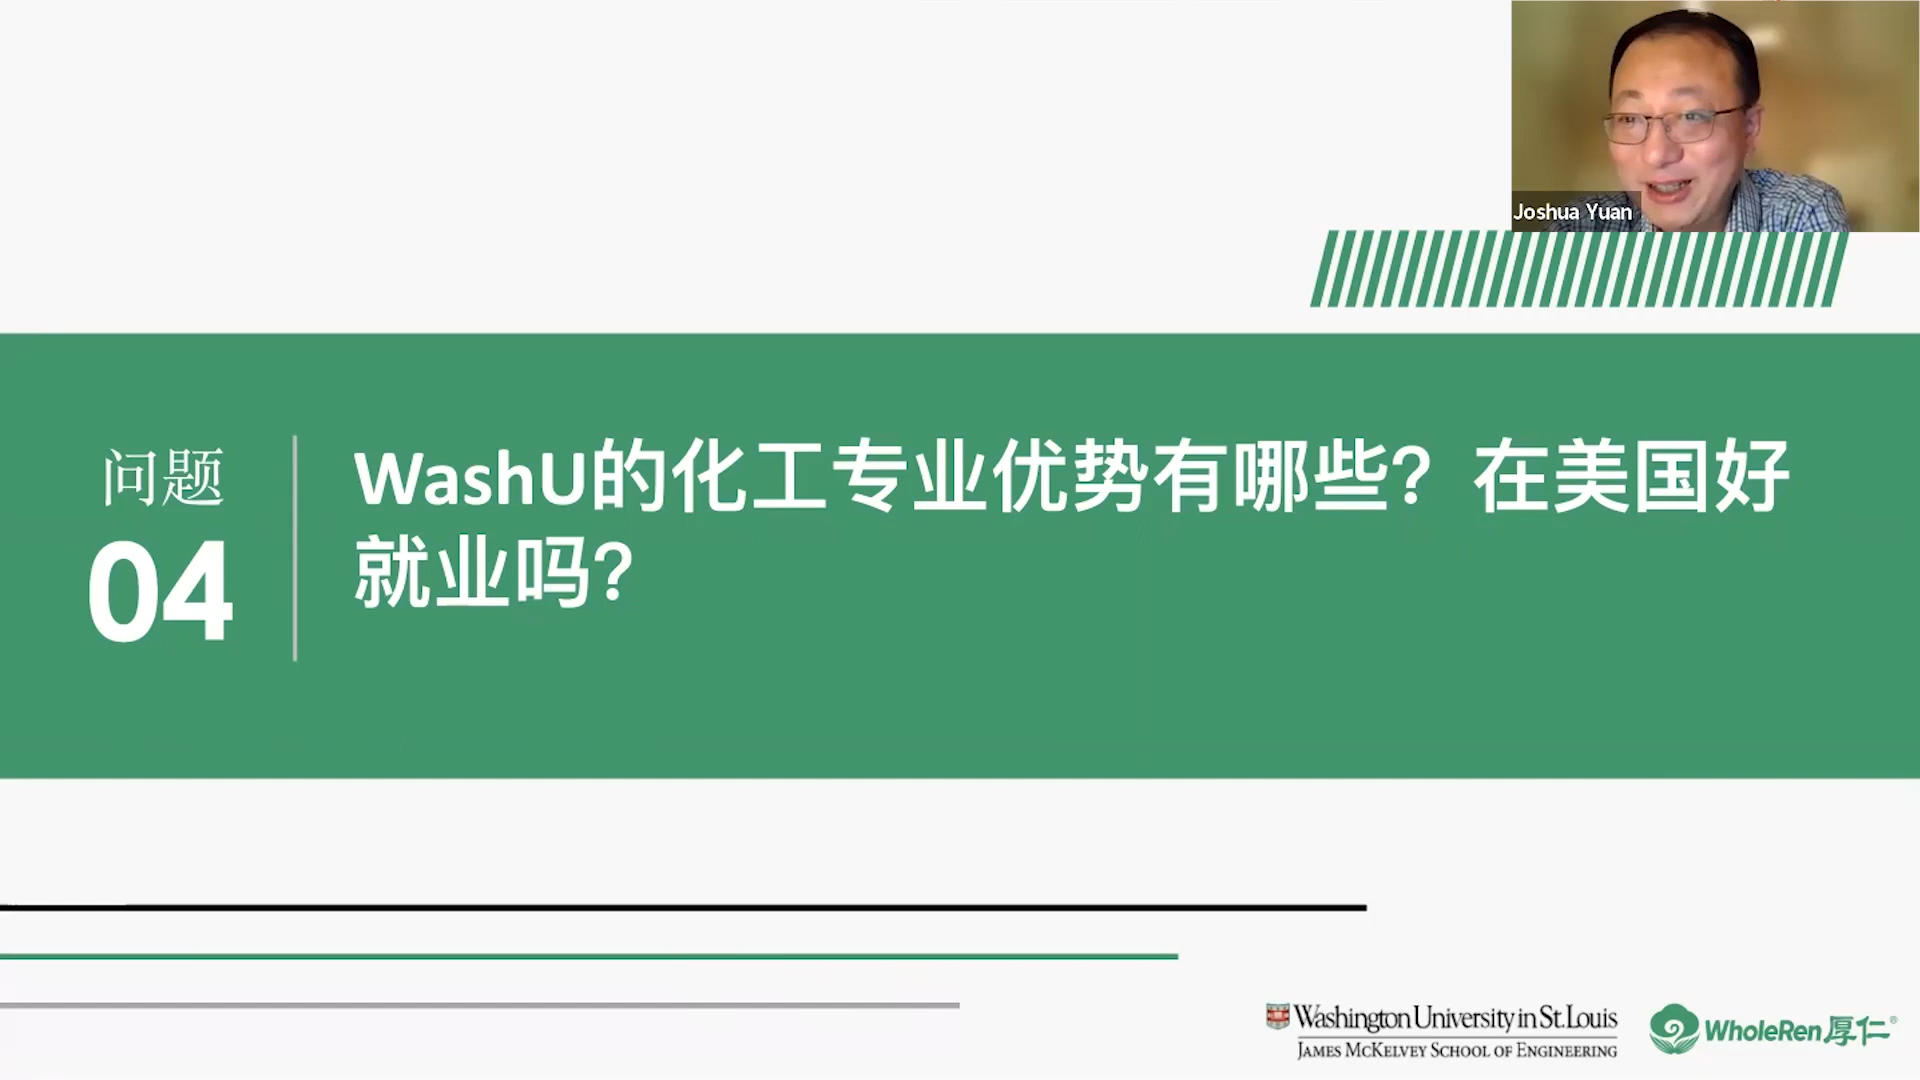 Joshua Yuan
问题
04
WashU的化工专业优势有哪些？在美国好
就业吗？
Washington University in St. Louis
JAMES MCKELVEY SCHOOL OF ENGINEERING
WholeRen厚仁®